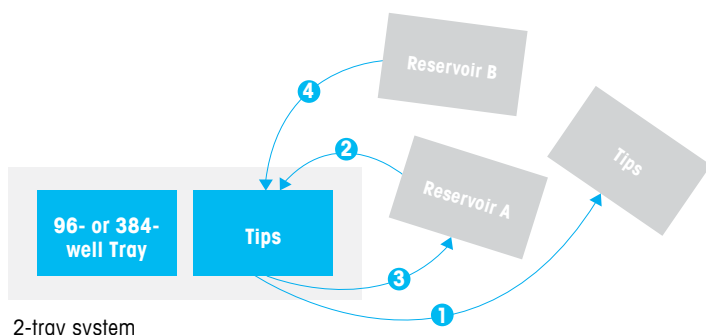 Reservoir B
4
2
Tips
Reservoir A
96- or 384-
well Tray
Tips
3
1
2-tray system